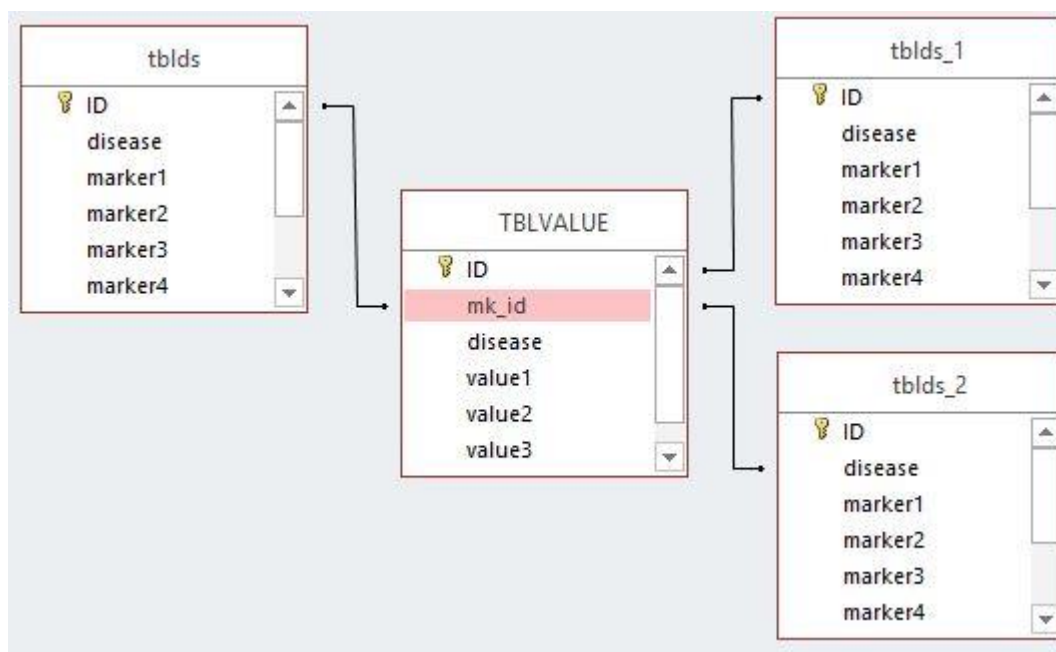 tblds
ID
disease
marker1
marker2
marker3
marker4
TBLVALUE
ID
mk_id
disease
value1
value2
value3
tblds_1
ID
disease
marker1
marker2
marker3
marker4
tblds_2
ID
disease
marker1
marker2
marker3
marker4